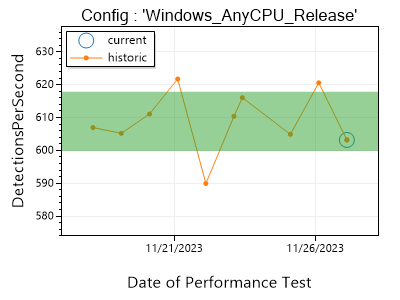 Config : 'Windows_AnyCPU_Release'
current
historic
DetectionsPerSecond
630
620
610
600
590
580
11/21/2023
11/26/2023
Date of Performance Test